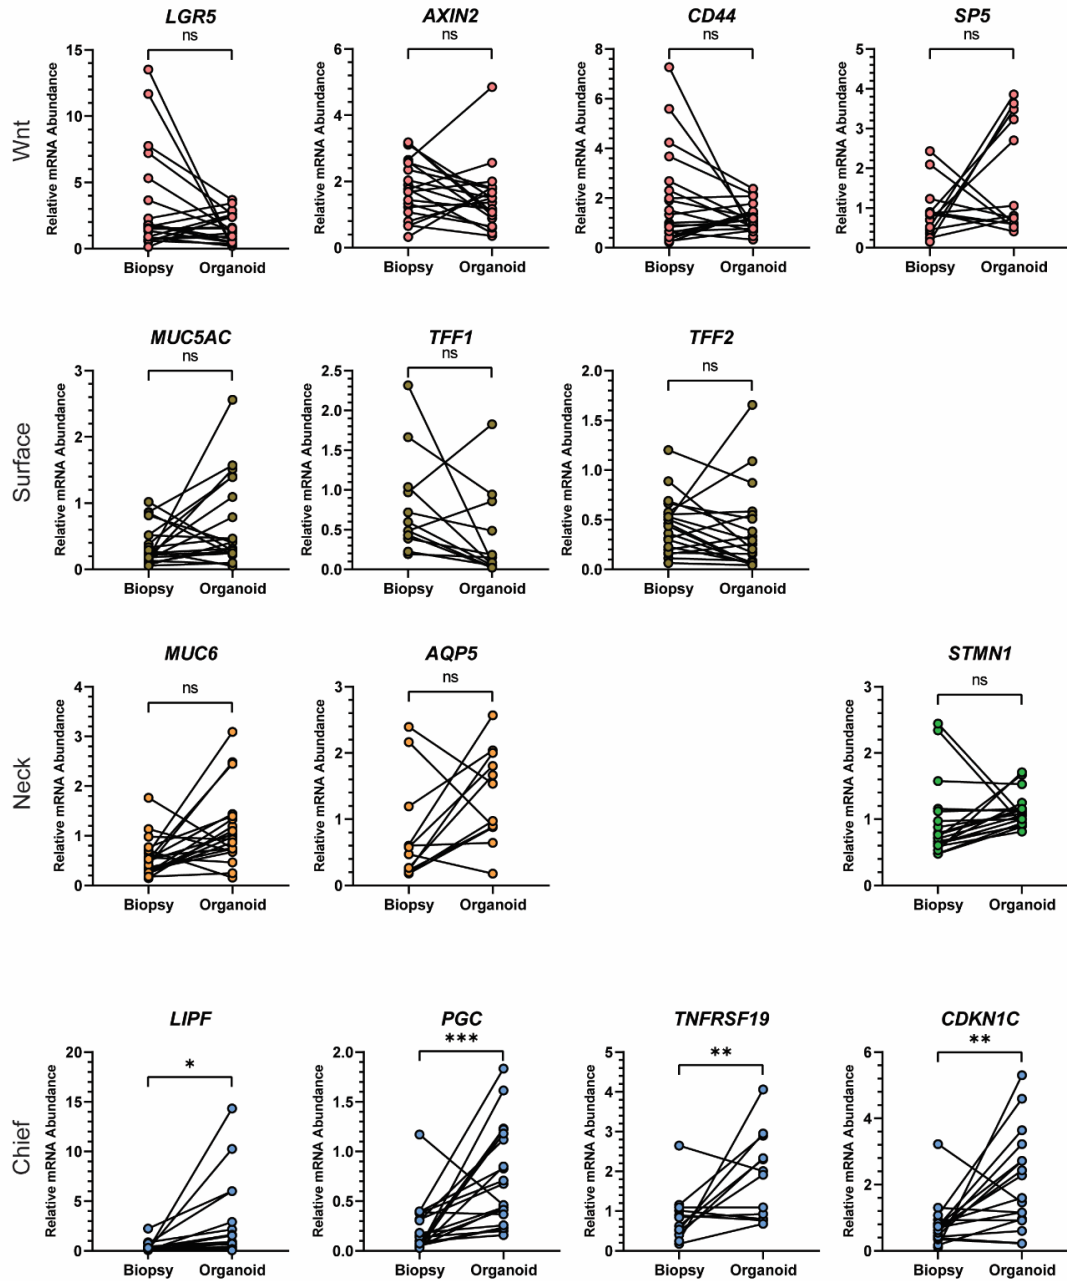 LGR5 AXIN2 CD44 SP5
ns ns ns ns
Wnt
Relative mRNA Abundance
15
10
5
0
Biopsy Organoid
Relative mRNA Abundance
6
4
2
0
Biopsy Organoid
Relative mRNA Abundance
8
6
4
2
0
Biopsy Organoid
Relative mRNA Abundance
5
4
3
2
1
0
Biopsy Organoid
MUC5AC TFF1 TFF2
ns ns ns
Surface
Relative mRNA Abundance
3
2
1
0
Biopsy Organoid
Relative mRNA Abundance
2.5
2.0
1.5
1.0
0.5
0.0
Biopsy Organoid
Relative mRNA Abundance
2.0
1.5
1.0
0.5
0.0
Biopsy Organoid
MUC6 AQP5 STMN1
ns ns ns
Neck
Relative mRNA Abundance
4
3
2
1
0
Biopsy Organoid
Relative mRNA Abundance
3
2
1
0
Biopsy Organoid
Relative mRNA Abundance
3
2
1
0
Biopsy Organoid
LIPF PGC TNFRSF19 CDKN1C
* *** ** **
Chief
Relative mRNA Abundance
20
15
10
5
0
Biopsy Organoid
Relative mRNA Abundance
2.0
1.5
1.0
0.5
0.0
Biopsy Organoid
Relative mRNA Abundance
5
4
3
2
1
0
Biopsy Organoid
Relative mRNA Abundance
6
4
2
0
Biopsy Organoid